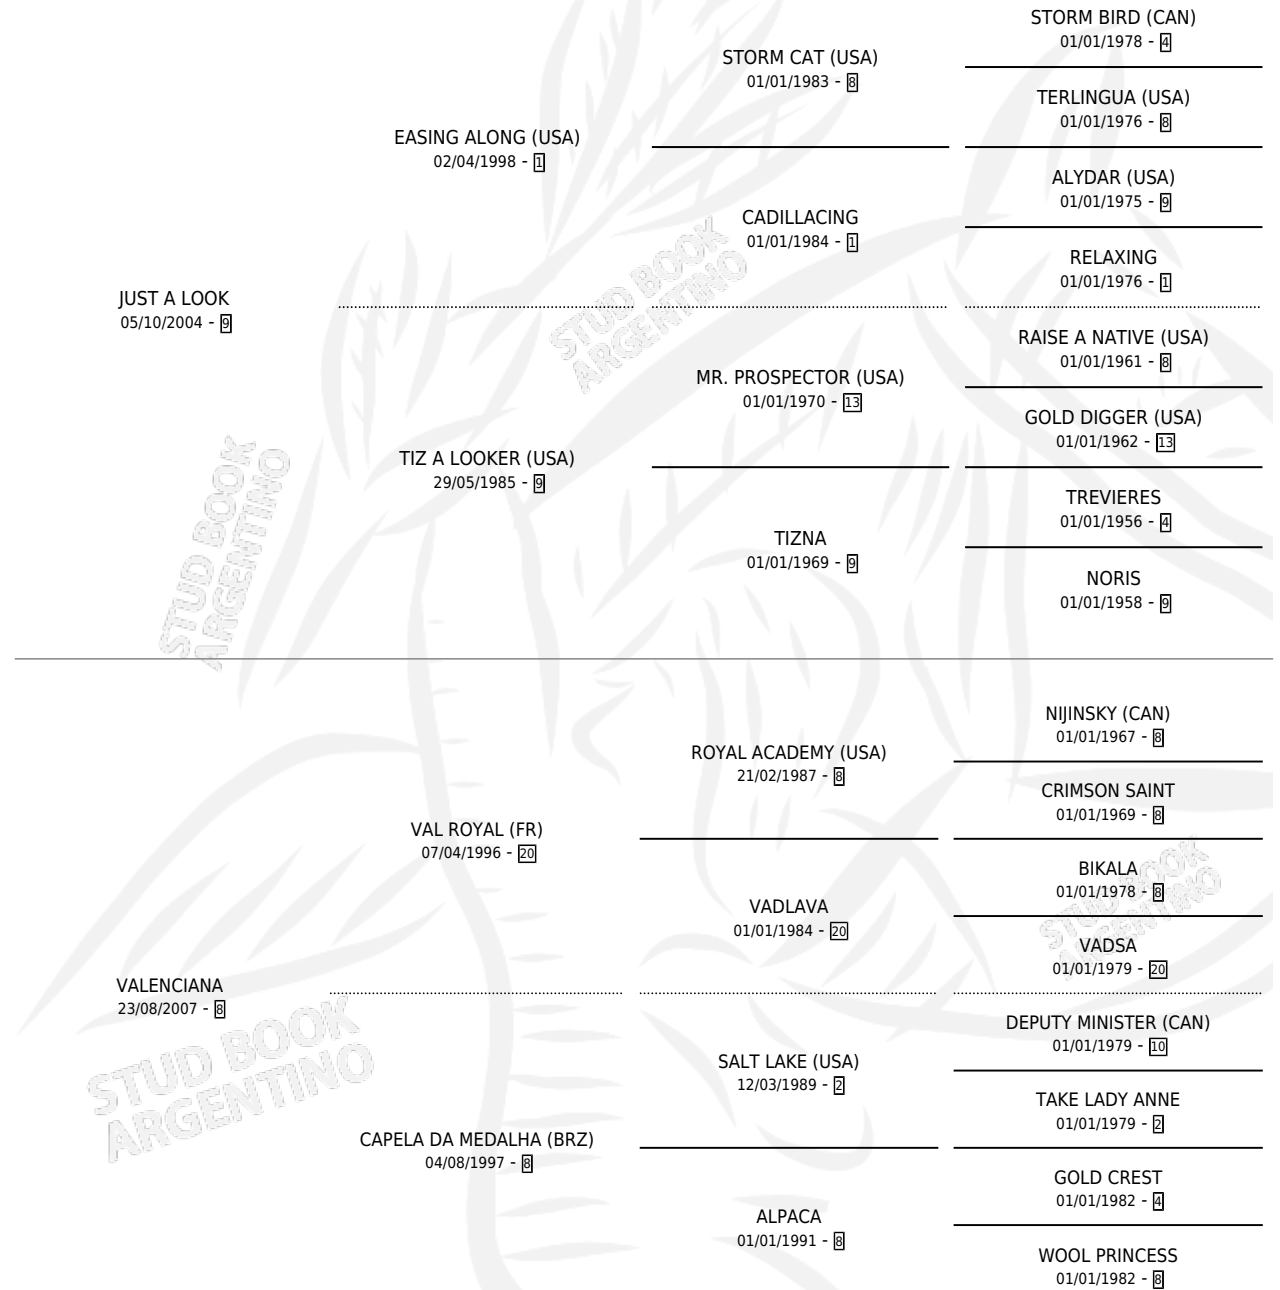 STORM BIRD (CAN)
01/01/1978 - 4
STORM CAT (USA)
01/01/1983 - 8
TERLINGUA (USA)
01/01/1976 - 8
EASING ALONG (USA)
02/04/1998 - 1
ALYDAR (USA)
01/01/1975 - 9
CADILLACING
01/01/1984 - 1
RELAXING
01/01/1976 - 1
JUST A LOOK
05/10/2004 - 9
RAISE A NATIVE (USA)
01/01/1961 - 8
MR. PROSPECTOR (USA)
01/01/1970 - 13
GOLD DIGGER (USA)
01/01/1962 - 13
TIZ A LOOKER (USA)
29/05/1985 - 9
TREVIERES
01/01/1956 - 4
TIZNA
01/01/1969 - 9
NORIS
01/01/1958 - 9
STUD BOOK
ARGENTINO
STUD BOOK
ARGENTINO
NIJINSKY (CAN)
01/01/1967 - 8
ROYAL ACADEMY (USA)
21/02/1987 - 8
CRIMSON SAINT
01/01/1969 - 8
VAL ROYAL (FR)
07/04/1996 - 20
BIKALA
01/01/1978 - 8
VADLAVA
01/01/1984 - 20
VADSA
01/01/1979 - 20
VALENCIANA
23/08/2007 - 8
DEPUTY MINISTER (CAN)
01/01/1979 - 10
SALT LAKE (USA)
12/03/1989 - 2
TAKE LADY ANNE
01/01/1979 - 2
CAPELA DA MEDALHA (BRZ)
04/08/1997 - 8
GOLD CREST
01/01/1982 - 4
ALPACA
01/01/1991 - 8
WOOL PRINCESS
01/01/1982 - 8
STUD BOOK
ARGENTINO
STUD BOOK
ARGENTINO